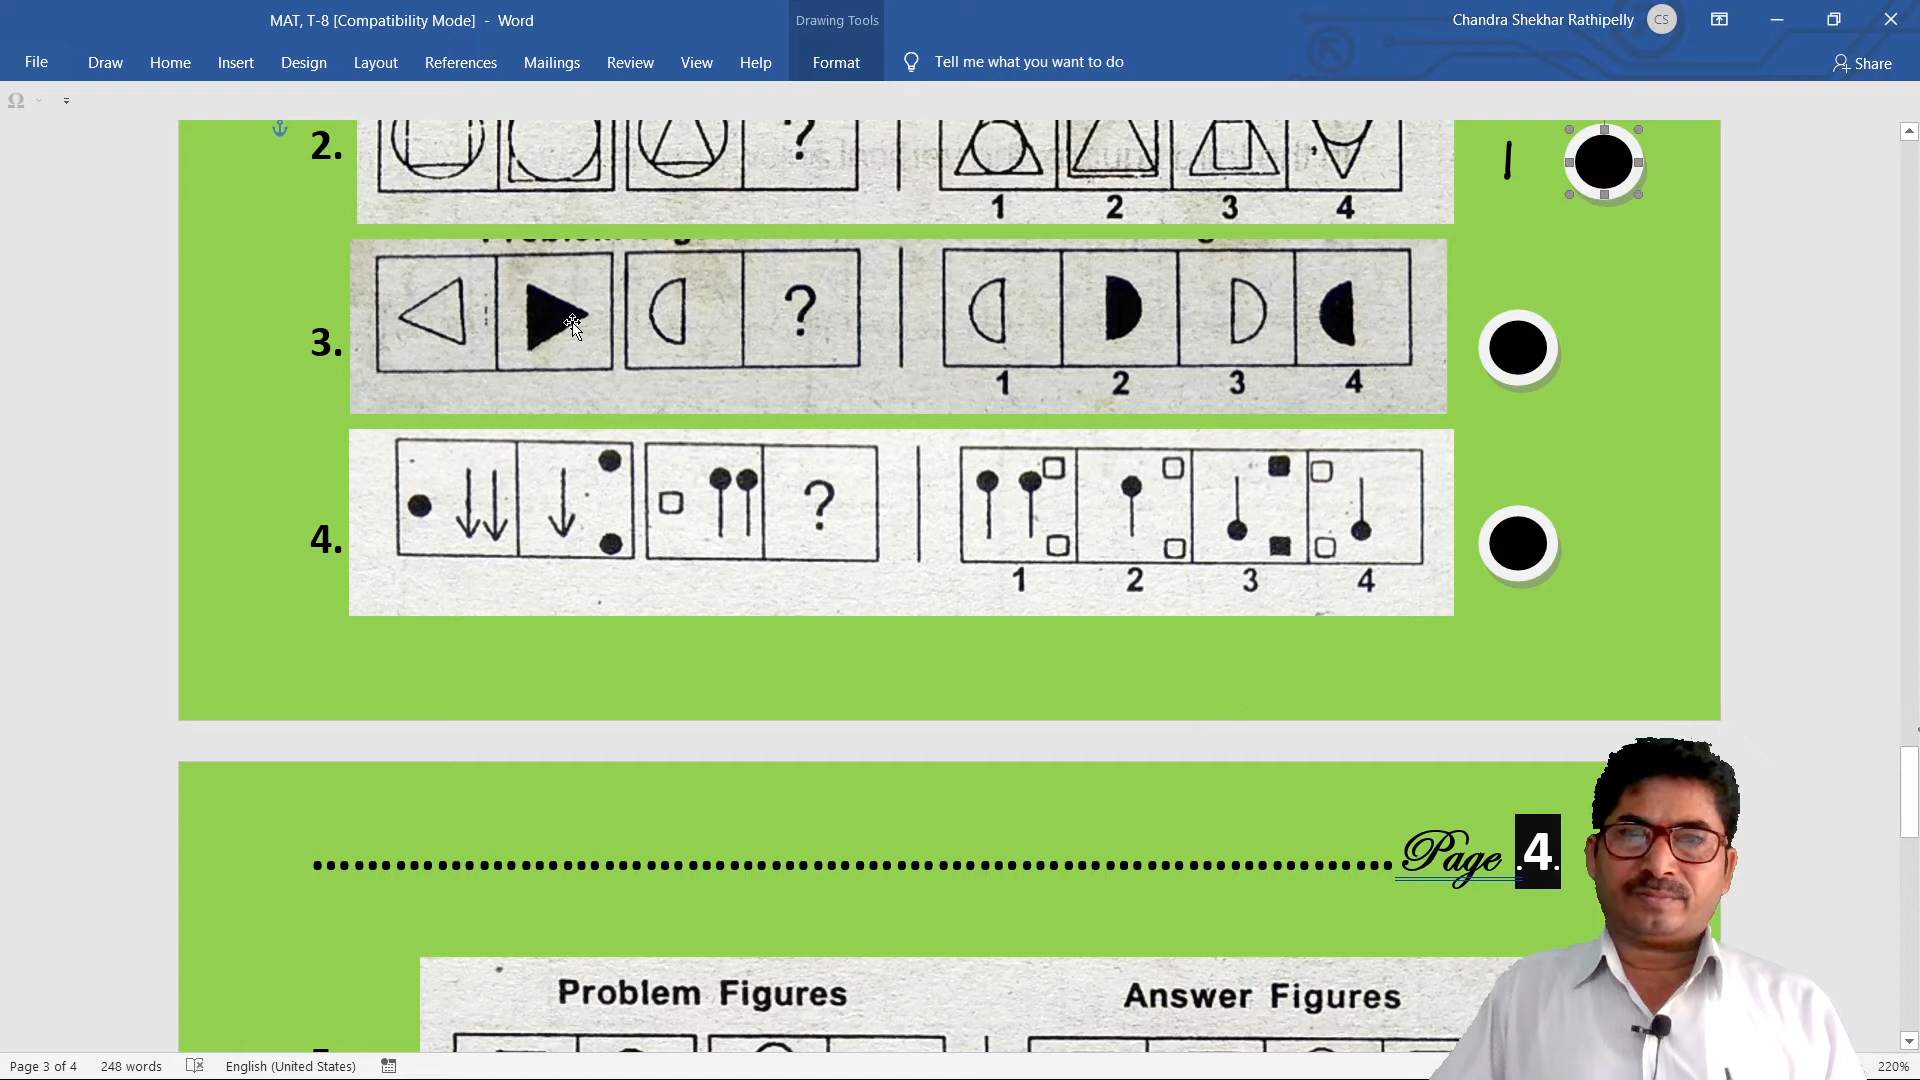 MAT, T-8 [Compatibility Mode] - Word
Drawing Tools
Chandra Shekhar Rathipelly
CS
File
Draw
Home
Insert
Design
Layout
References
Mailings
Review
View
Help
Format
Tell me what you want to do
Share
2.
?
1
1 2 3 4
3.
?
1 2 3 4
4.
?
1 2 3 4
Page .4.
Problem Figures
Answer Figures
Page 3 of 4
248 words
English (United States)
220%